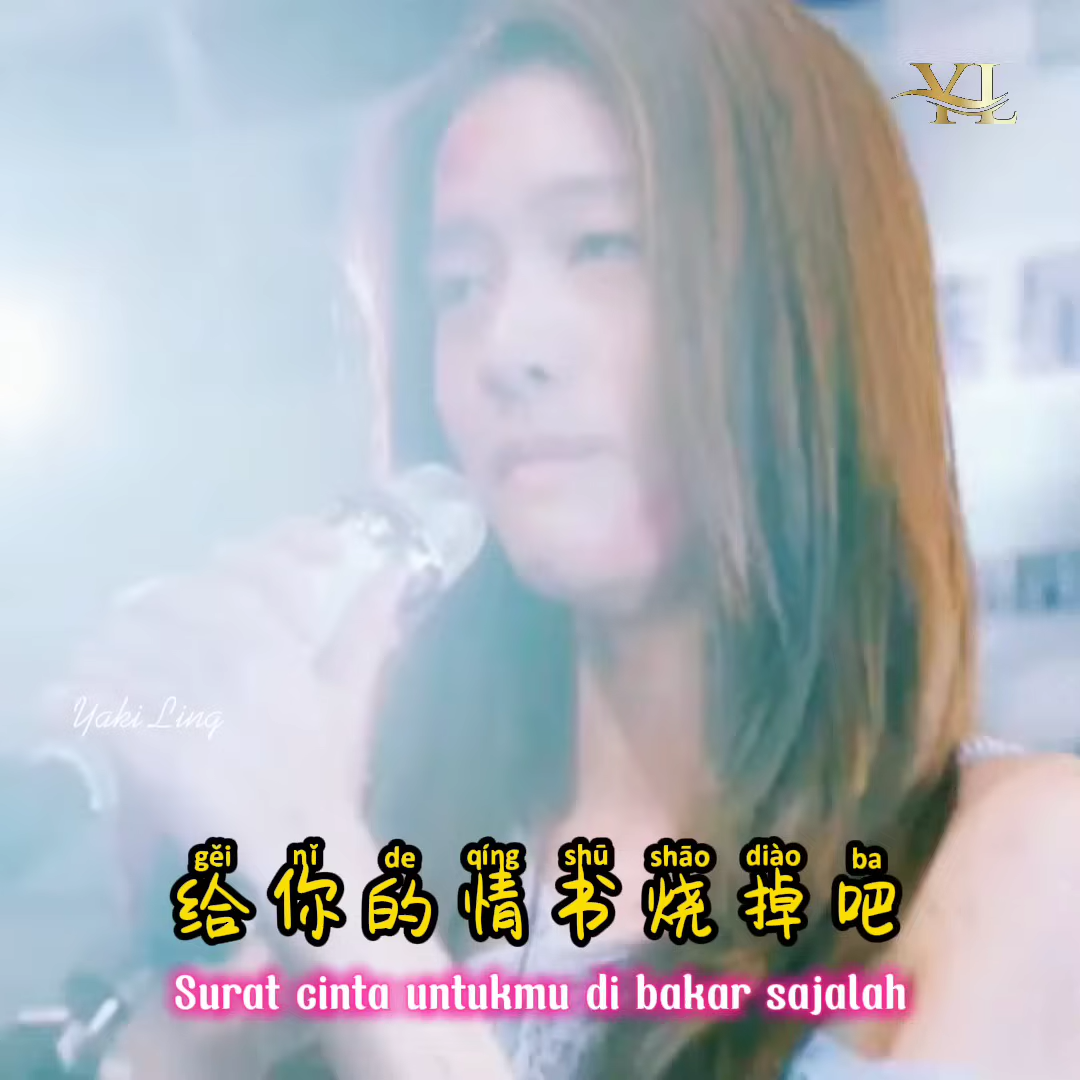 YL
Yaki Ling
gěi nǐ de qíng shū shāo diào ba
给你的情书烧掉吧
Surat cinta untukmu di bakar sajalah